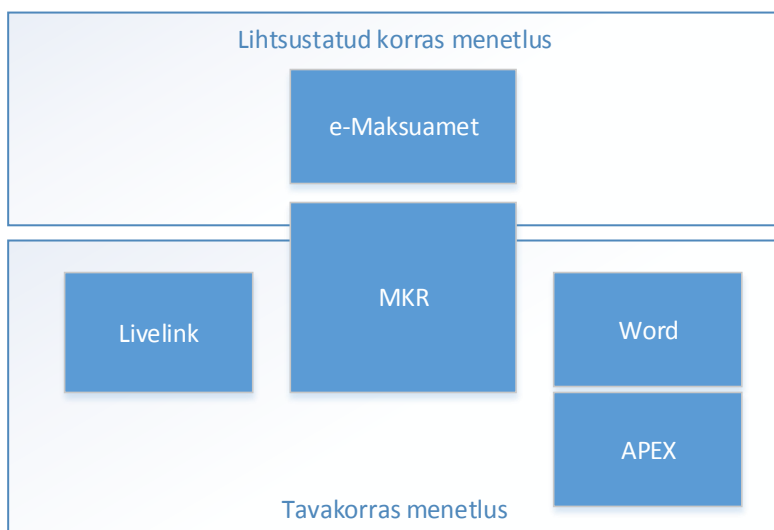 Lihtsustatud korras menetlus
e-Maksuamet
MKR
Livelink
Word
APEX
Tavakorras menetlus